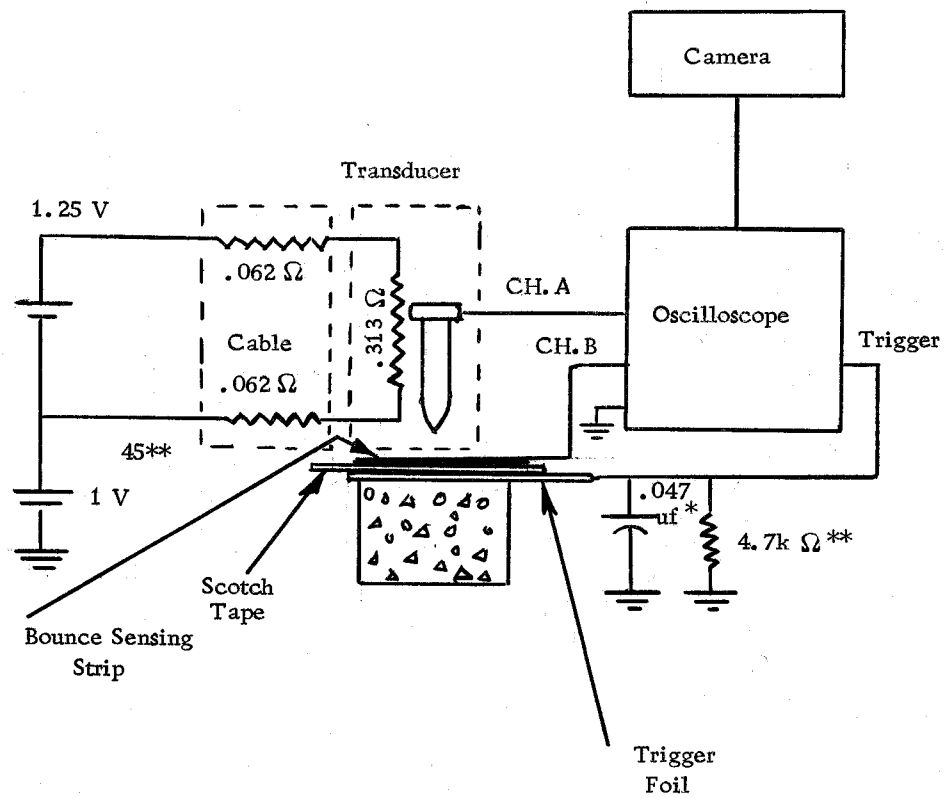 Camera
Transducer
1.25 V
.062 Ω
.313 Ω
CH. A
Oscilloscope
CH. B
Trigger
Cable
.062 Ω
45**
1 V
.047
uf *
4.7k Ω **
Scotch
Tape
Bounce Sensing
Strip
Trigger
Foil